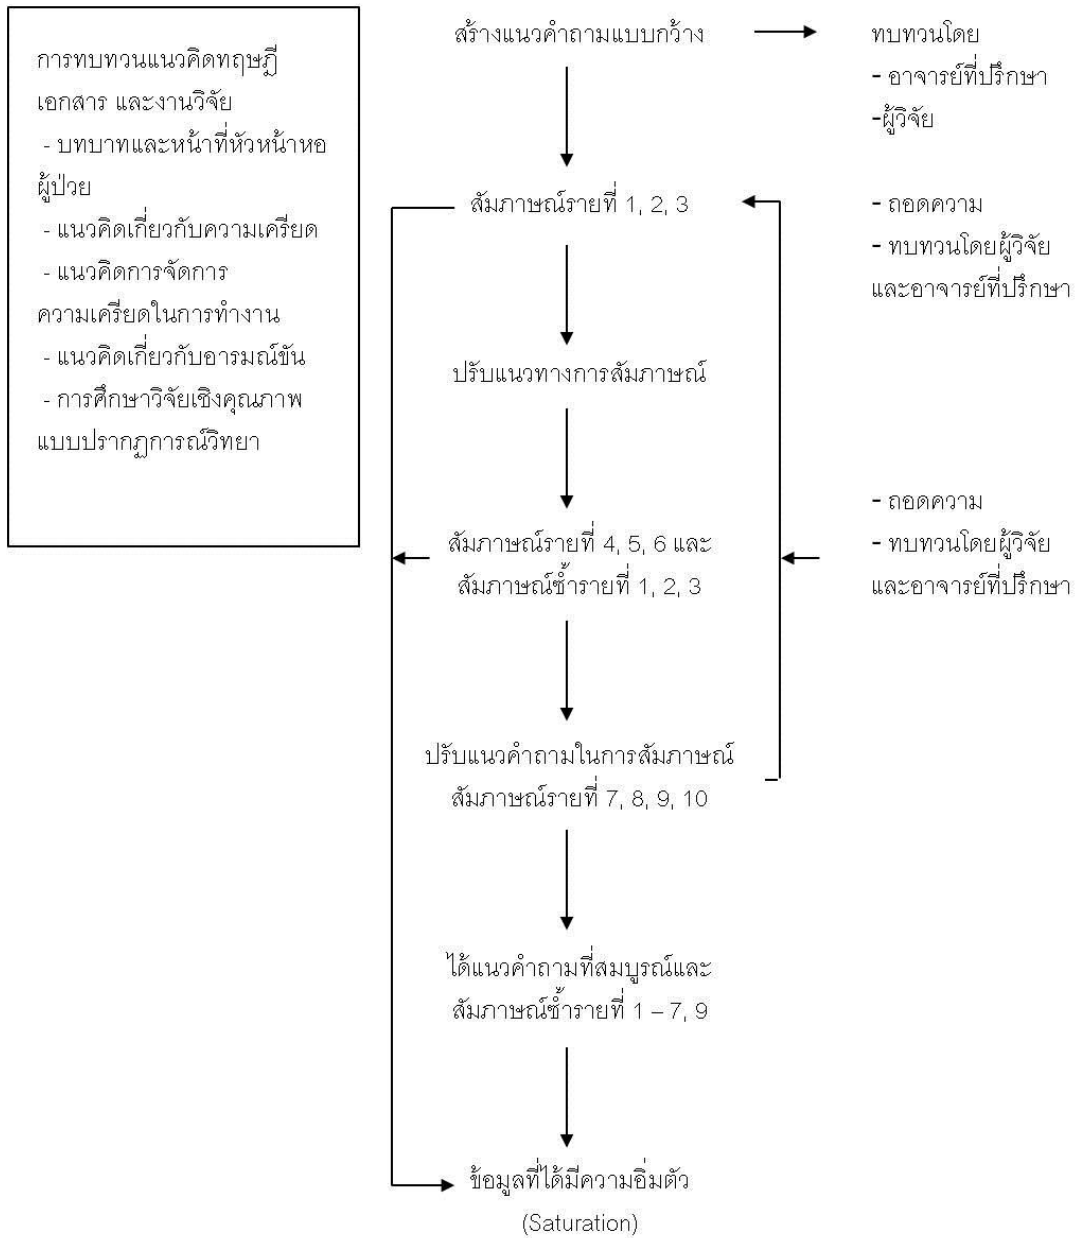 การทบทวนแนวคิดทฤษฎี
เอกสาร และงานวิจัย
- บทบาทและหน้าที่หัวหน้าหอ
ผู้ป่วย
- แนวคิดเกี่ยวกับความเครียด
- แนวคิดการจัดการ
ความเครียดในการทำงาน
- แนวคิดเกี่ยวกับอารมณ์ขัน
- การศึกษาวิจัยเชิงคุณภาพ
แบบปรากฏการณ์วิทยา
สร้างแนวคำถามแบบกว้าง
ทบทวนโดย
- อาจารย์ที่ปรึกษา
-ผู้วิจัย
สัมภาษณ์รายที่ 1, 2, 3
- ถอดความ
- ทบทวนโดยผู้วิจัย
และอาจารย์ที่ปรึกษา
ปรับแนวทางการสัมภาษณ์
สัมภาษณ์รายที่ 4, 5, 6 และ
สัมภาษณ์ซ้ำรายที่ 1, 2, 3
- ถอดความ
- ทบทวนโดยผู้วิจัย
และอาจารย์ที่ปรึกษา
ปรับแนวคำถามในการสัมภาษณ์
สัมภาษณ์รายที่ 7, 8, 9, 10
ได้แนวคำถามที่สมบูรณ์และ
สัมภาษณ์ซ้ำรายที่ 1 – 7, 9
ข้อมูลที่ได้มีความอิ่มตัว
(Saturation)